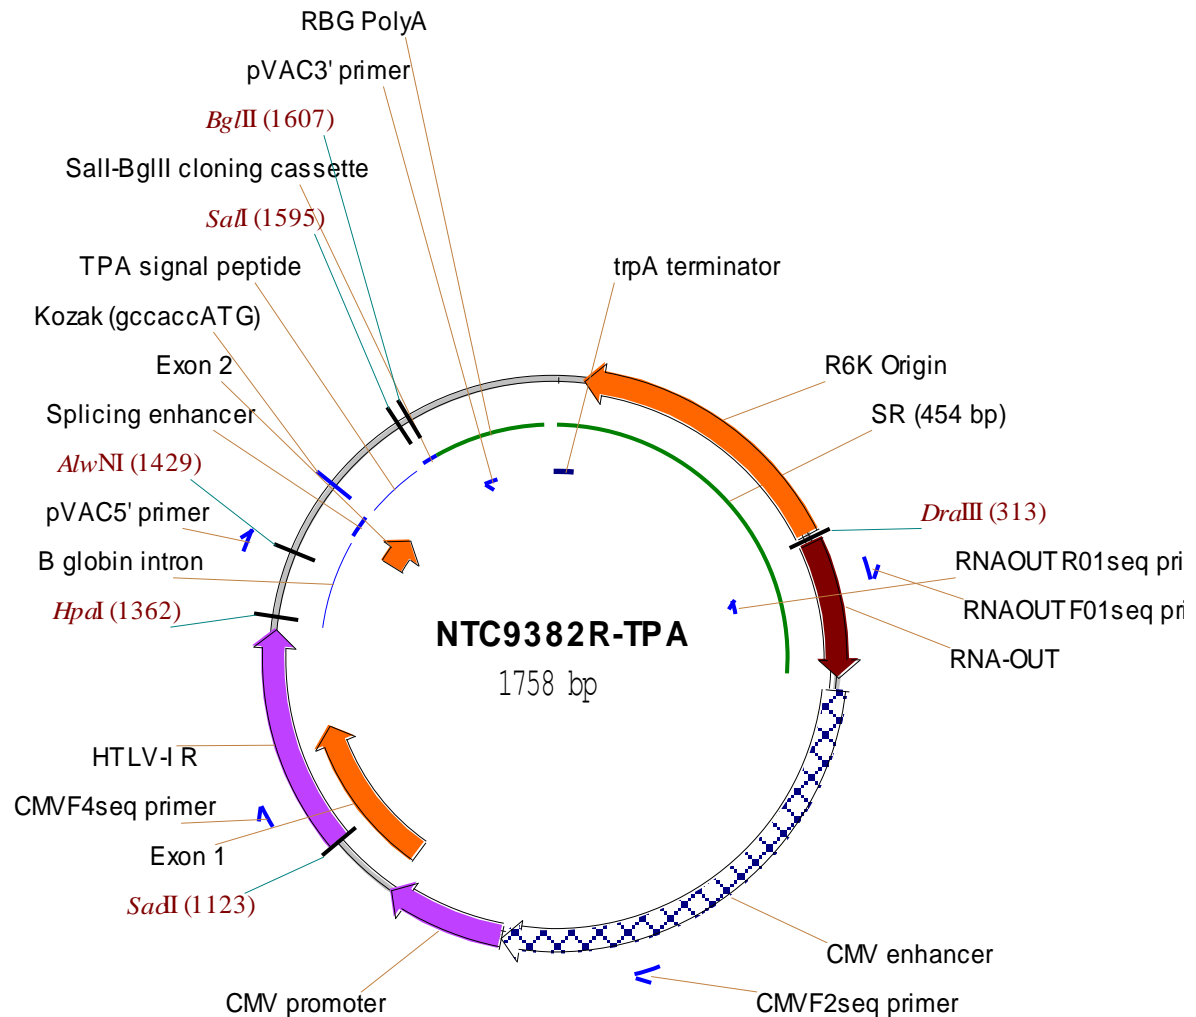 RBG PolyA
pVAC3' primer
BglII (1607)
SalI-BglII cloning cassette
SalI (1595)
TPA signal peptide
trpA terminator
Kozak (gccaccATG)
Exon 2
R6K Origin
Splicing enhancer
SR (454 bp)
AlwNI (1429)
pVAC5' primer
DraIII (313)
B globin intron
RNAOUT R01seq pri
HpaI (1362)
RNAOUT F01seq pri
NTC9382R-TPA
RNA-OUT
1758 bp
HTLV-I R
CMVF4seq primer
Exon 1
SacII (1123)
CMV enhancer
CMV promoter
CMVF2seq primer